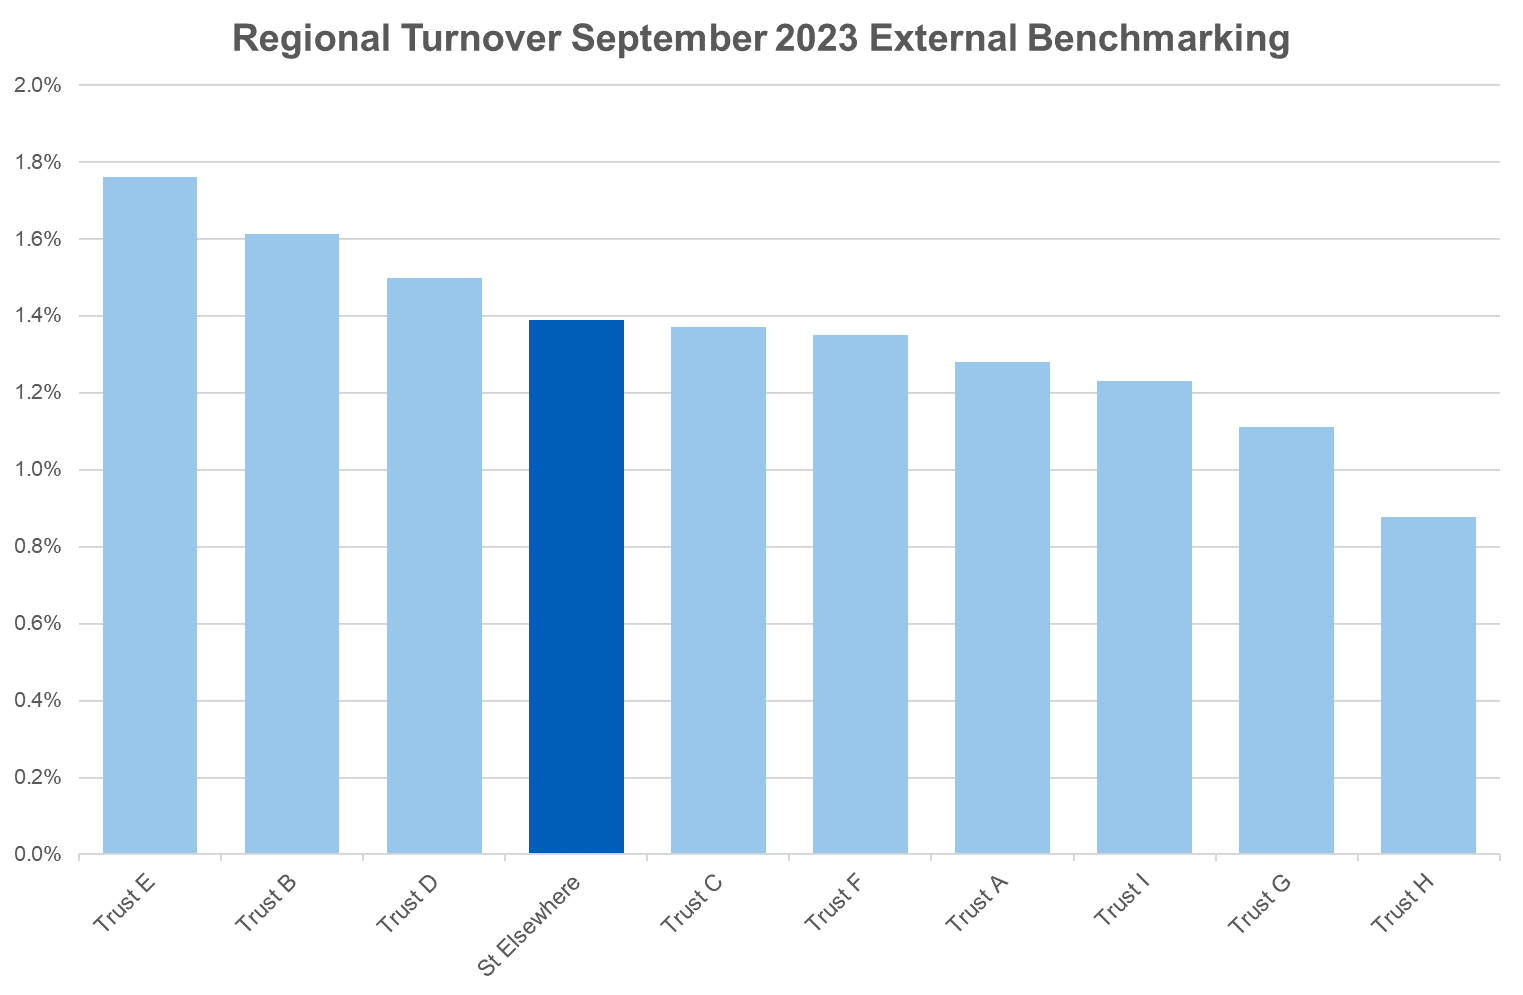 Regional Turnover September 2023 External Benchmarking
2.0%
1.8%
1.6%
1.4%
1.2%
1.0%
0.8%
0.6%
0.4%
0.2%
0.0%
Trust E
Trust B
Trust D
St Elsewhere
Trust C
Trust F
Trust A
Trust I
Trust G
Trust H